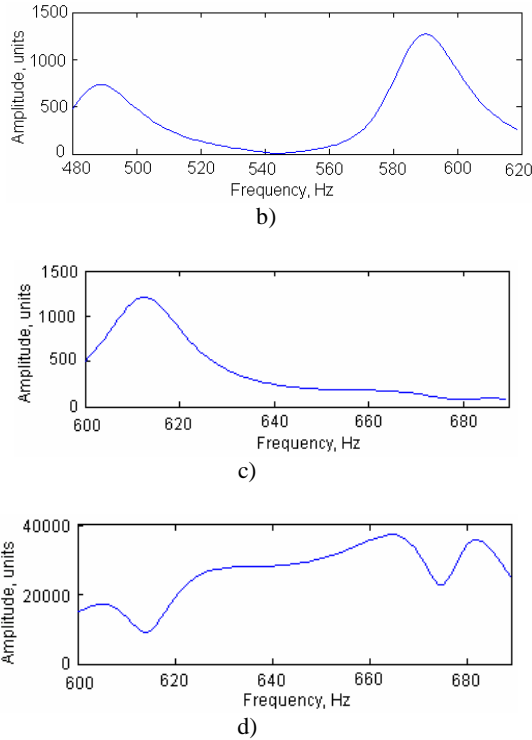 1500
1000
500
0
Amplitude, units
480 500 520 540 560 580 600 620
Frequency, Hz
b)
1500
1000
500
0
Amplitude, units
600 620 640 660 680
Frequency, Hz
c)
40000
20000
0
Amplitude, units
600 620 640 660 680
Frequency, Hz
d)